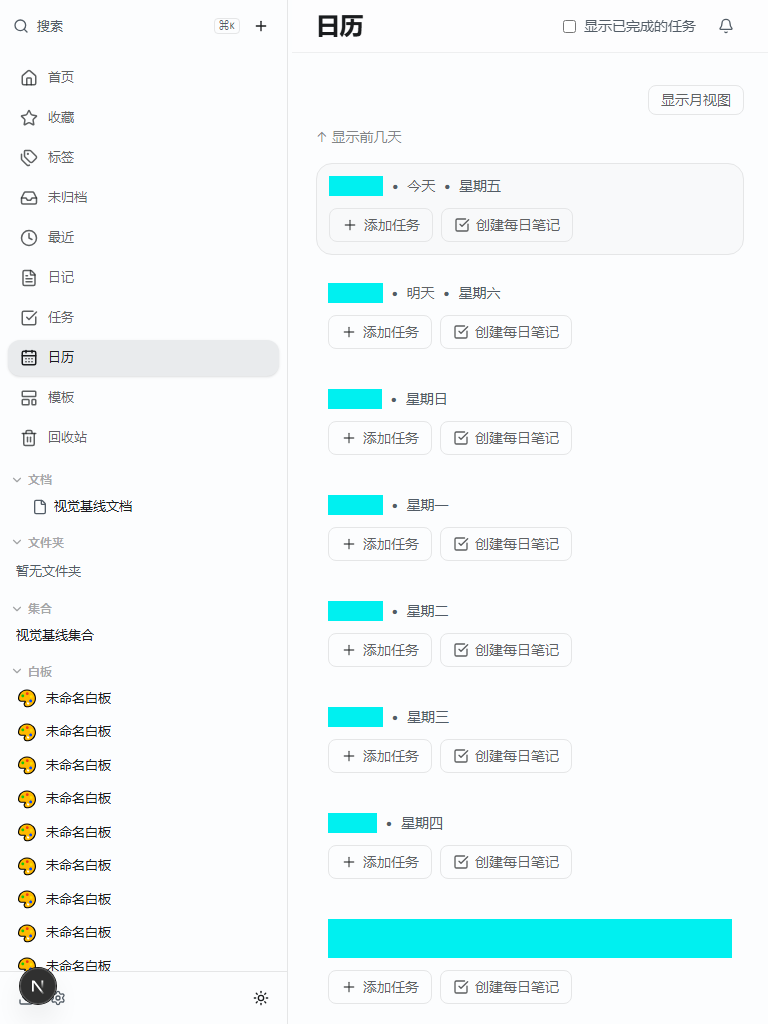 搜索 ⌘K
首页
收藏
标签
未归档
最近
日记
任务
日历
模板
回收站
文档
视觉基线文档
文件夹
暂无文件夹
集合
视觉基线集合
白板
未命名白板
未命名白板
未命名白板
未命名白板
未命名白板
未命名白板
未命名白板
未命名白板
未命名白板
N
日历
显示已完成的任务
显示月视图
↑ 显示前几天
• 今天 • 星期五
添加任务 创建每日笔记
• 明天 • 星期六
添加任务 创建每日笔记
• 星期日
添加任务 创建每日笔记
• 星期一
添加任务 创建每日笔记
• 星期二
添加任务 创建每日笔记
• 星期三
添加任务 创建每日笔记
• 星期四
添加任务 创建每日笔记
添加任务 创建每日笔记